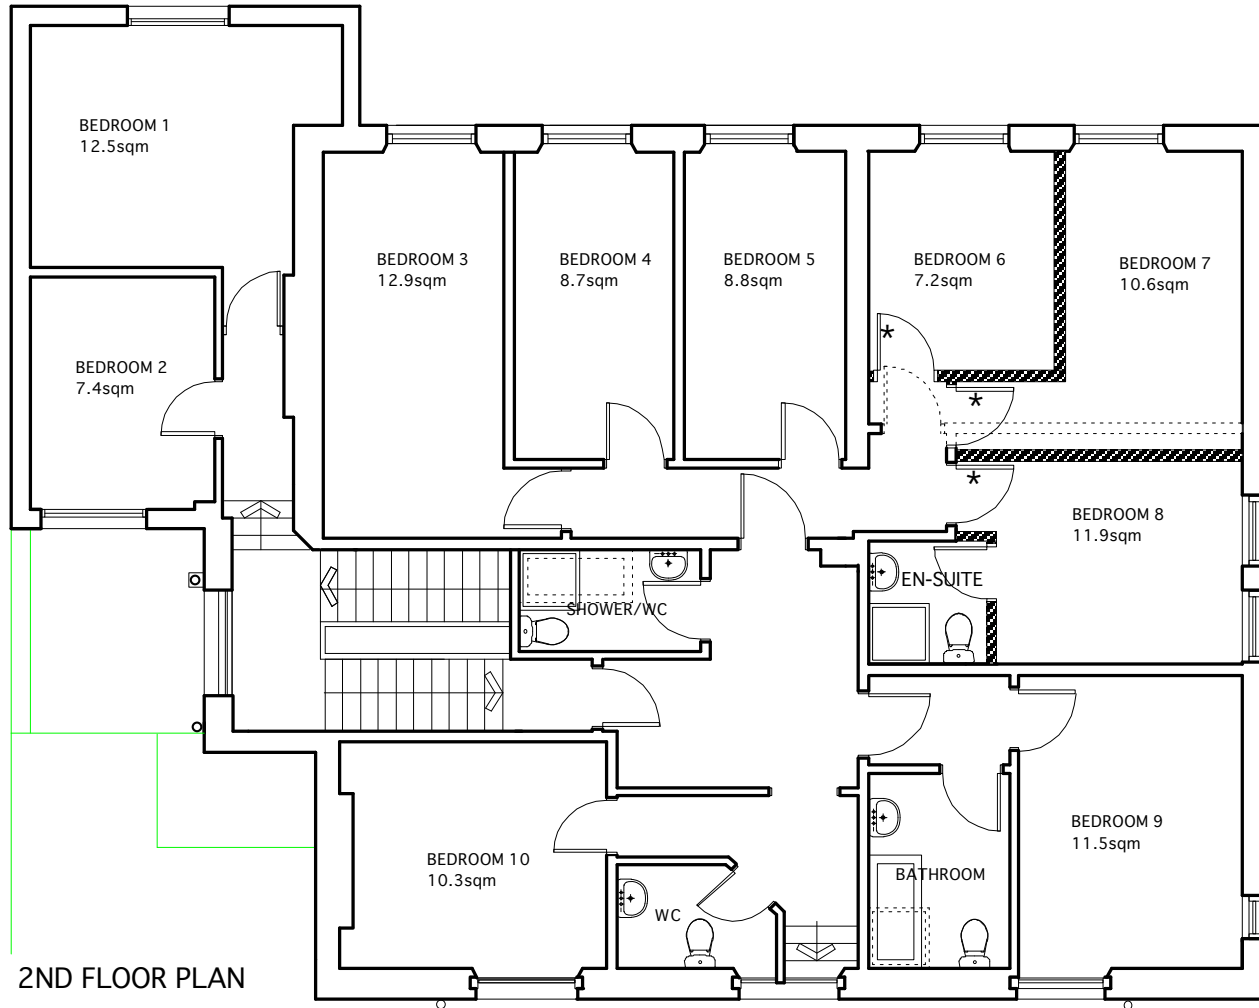 BEDROOM 1
12.5sqm
BEDROOM 2
7.4sqm
BEDROOM 3
12.9sqm
BEDROOM 4
8.7sqm
BEDROOM 5
8.8sqm
BEDROOM 6
7.2sqm
*
BEDROOM 7
10.6sqm
*
*
BEDROOM 8
11.9sqm
EN-SUITE
SHOWER/WC
BEDROOM 9
11.5sqm
BATHROOM
BEDROOM 10
10.3sqm
WC
2ND FLOOR PLAN